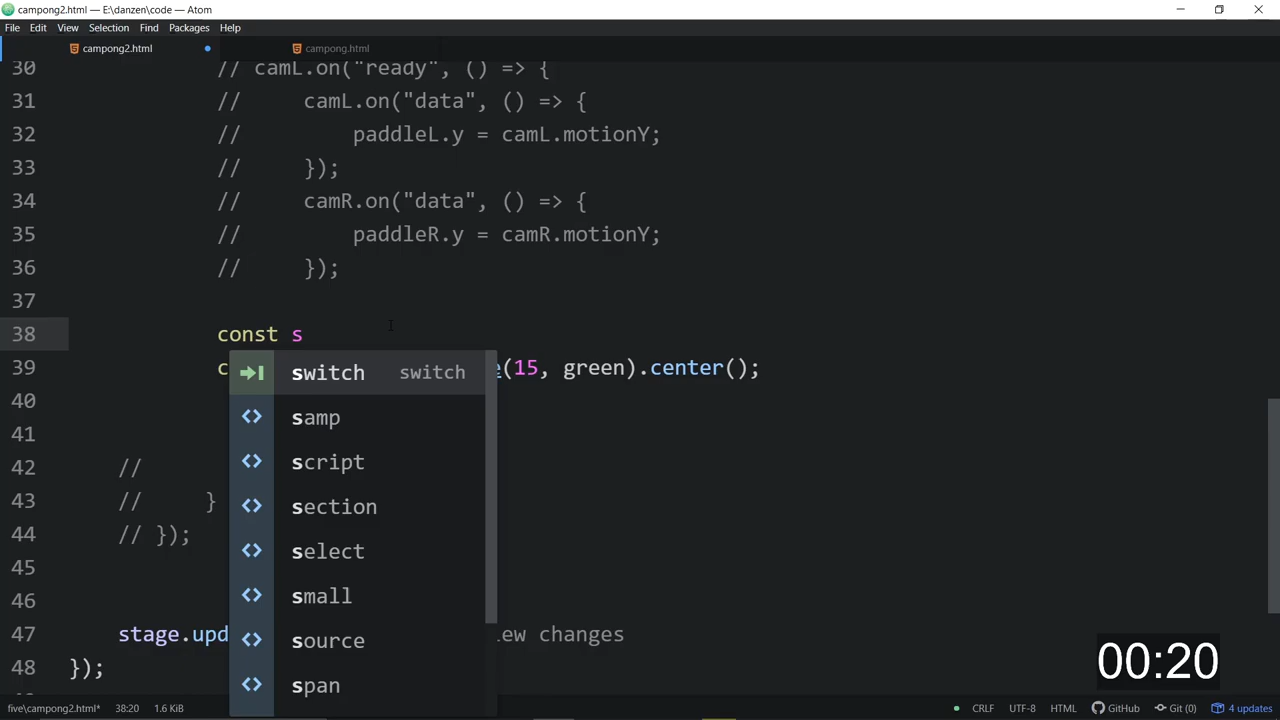 campong2.html — E:\danzen\code — Atom
File Edit View Selection Find Packages Help
campong2.html campong.html
30 // camL.on("ready", () => {
31 // camL.on("data", () => {
32 // paddleL.y = camL.motionY;
33 // });
34 // camR.on("data", () => {
35 // paddleR.y = camR.motionY;
36 // });
37
38 const s
39 c e(15, green).center();
40
41
42 //
43 // }
44 // });
45
46
47 stage.upd ew changes
48 });
switch switch
samp
script
section
select
small
source
span
00:20
five\campong2.html* 38:20 1.6 KiB CRLF UTF-8 HTML GitHub Git (0) 4 updates